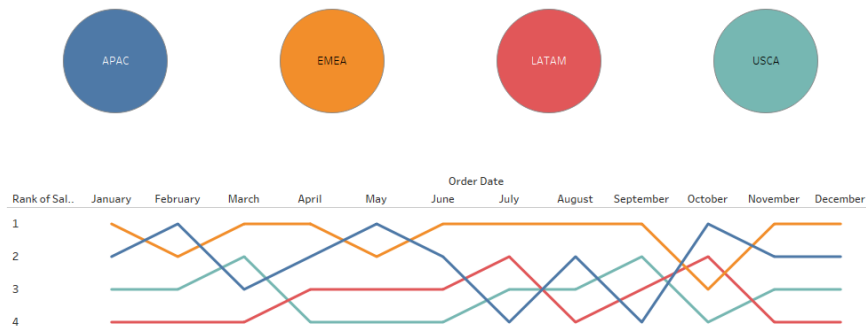 APAC EMEA LATAM USCA
Order Date
Rank of Sal.. January February March April May June July August September October November December
1
2
3
4